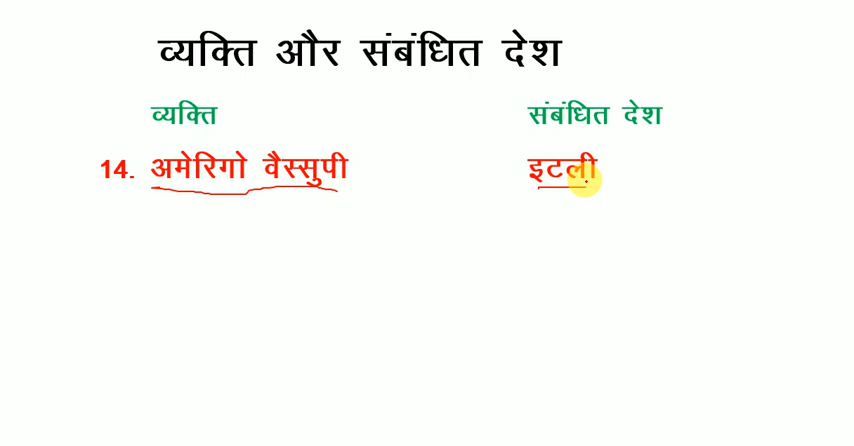 व्यक्ति और संबंधित देश
व्यक्ति संबंधित देश
14. अमेरिगो वैस्सुपी इटली